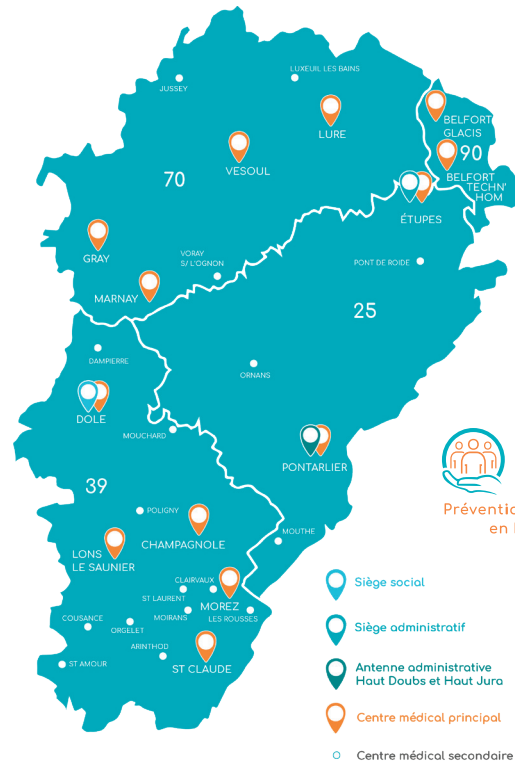 LUXEUIL LES BAINS
JUSSEY
LURE
BELFORT
GLACIS
90
VESOUL
BELFORT
TECHN'
HOM
70
ÉTUPES
GRAY
VORAY
S/ L'OGNON
PONT DE ROIDE
MARNAY
25
DAMPIERRE
ORNANS
DOLE
MOUCHARD
PONTARLIER
39
POLIGNY
CHAMPAGNOLE
MOUTHE
LONS
LE SAUNIER
CLAIRVAUX
ST LAURENT
MOREZ
MOIRANS
LES ROUSSES
COUSANCE
ORGELET
ARINTHOD
ST AMOUR
ST CLAUDE
Préventio
en
Siège social
Siège administratif
Antenne administrative
Haut Doubs et Haut Jura
Centre médical principal
Centre médical secondaire